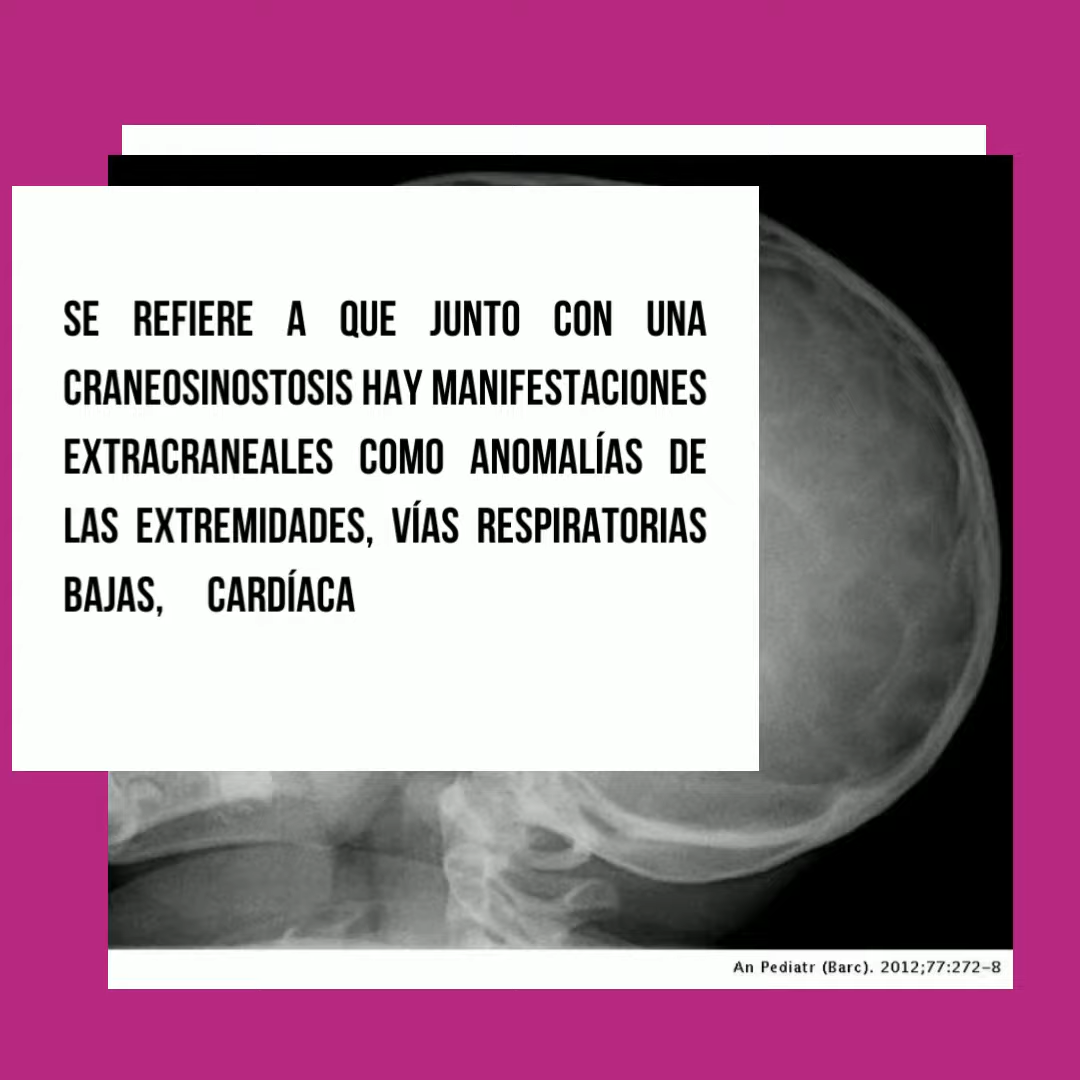 SE REFIERE A QUE JUNTO CON UNA
CRANEOSINOSTOSIS HAY MANIFESTACIONES
EXTRACRANEALES COMO ANOMALÍAS DE
LAS EXTREMIDADES, VÍAS RESPIRATORIAS
BAJAS, CARDÍACA
An Pediatr (Barc). 2012;77:272–8